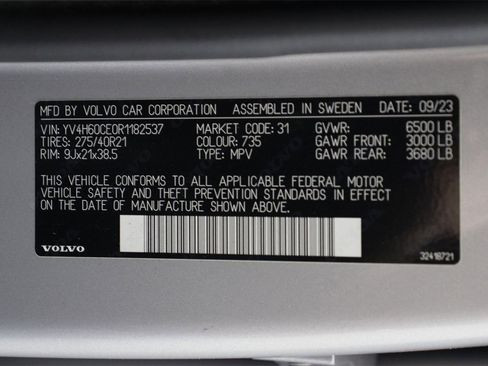 MFD BY VOLVO CAR CORPORATION ASSEMBLED IN SWEDEN DATE: 09/23
VIN: YV4H60CE0R1182537 MARKET CODE: 31 GVWR: 6500 LB
TIRES: 275/40R21 COLOUR: 735 GAWR FRONT: 3000 LB
RIM: 9Jx21x38.5 TYPE: MPV GAWR REAR: 3680 LB
THIS VEHICLE CONFORMS TO ALL APPLICABLE FEDERAL MOTOR
VEHICLE SAFETY AND THEFT PREVENTION STANDARDS IN EFFECT
ON THE DATE OF MANUFACTURE SHOWN ABOVE.
VOLVO 32418721